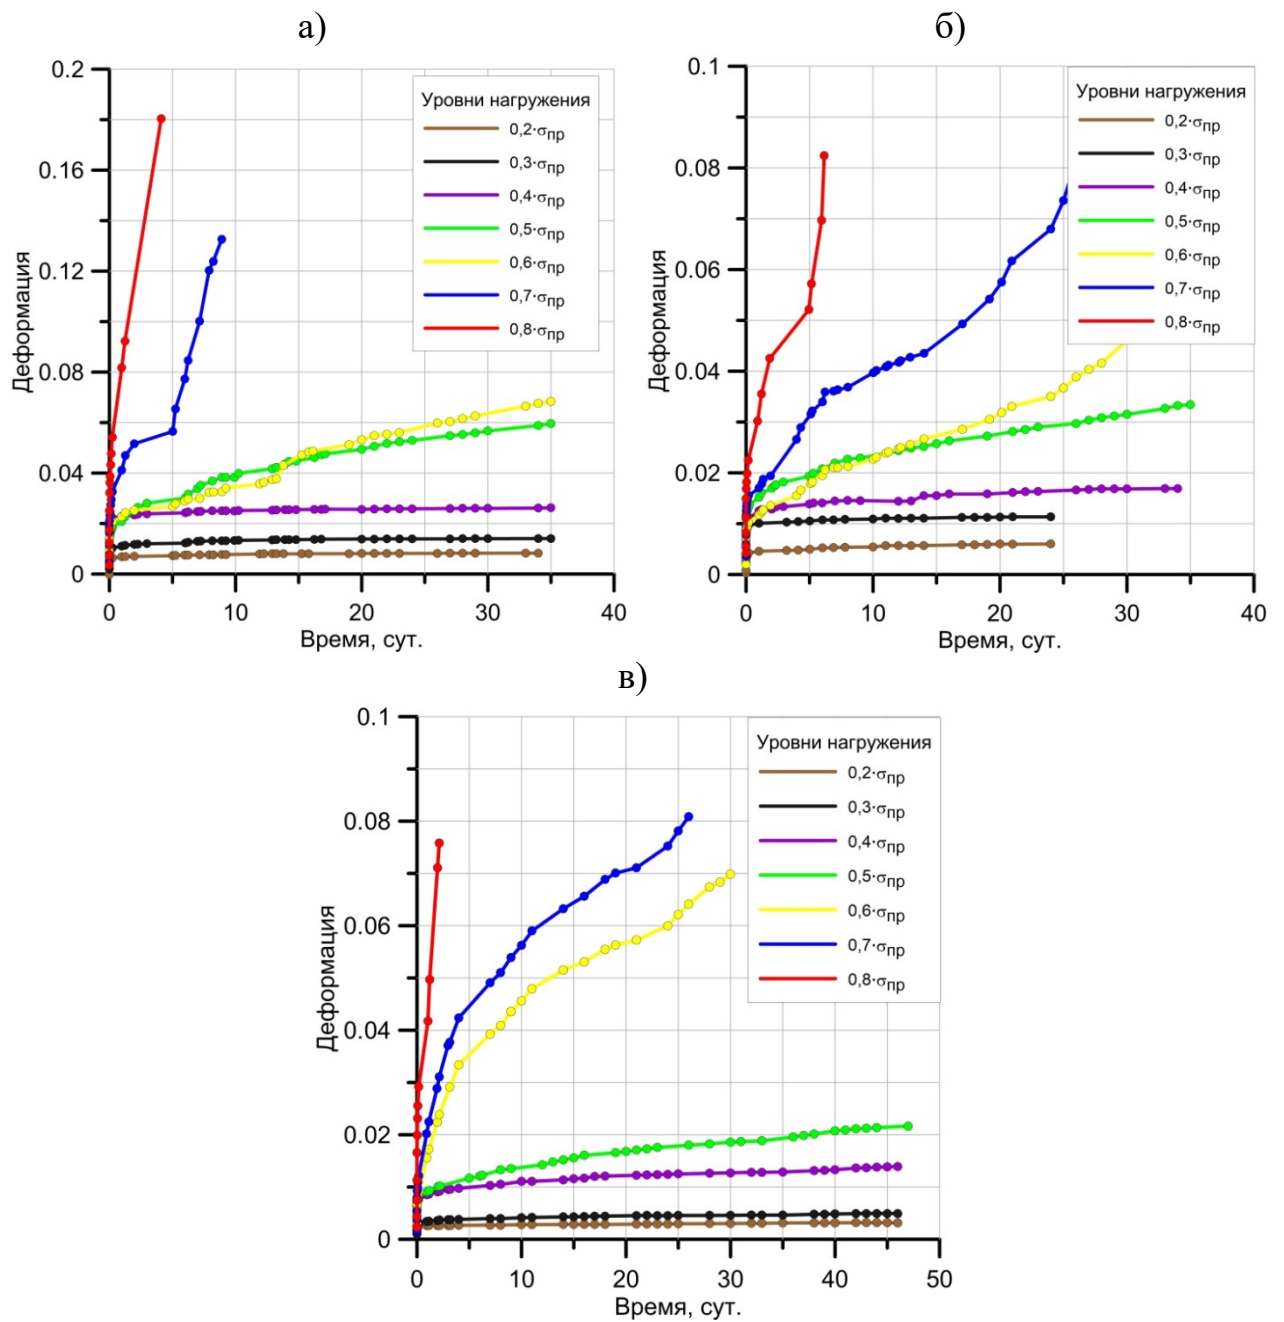 а)
0.2
0.16
0.12
0.08
0.04
0
Деформация
0
10
20
30
40
Время, сут.
Уровни нагружения
0,2·σпр
0,3·σпр
0,4·σпр
0,5·σпр
0,6·σпр
0,7·σпр
0,8·σпр
б)
0.1
0.08
0.06
0.04
0.02
0
Деформация
0
10
20
30
40
Время, сут.
Уровни нагружения
0,2·σпр
0,3·σпр
0,4·σпр
0,5·σпр
0,6·σпр
0,7·σпр
0,8·σпр
в)
0.1
0.08
0.06
0.04
0.02
0
Деформация
0
10
20
30
40
50
Время, сут.
Уровни нагружения
0,2·σпр
0,3·σпр
0,4·σпр
0,5·σпр
0,6·σпр
0,7·σпр
0,8·σпр